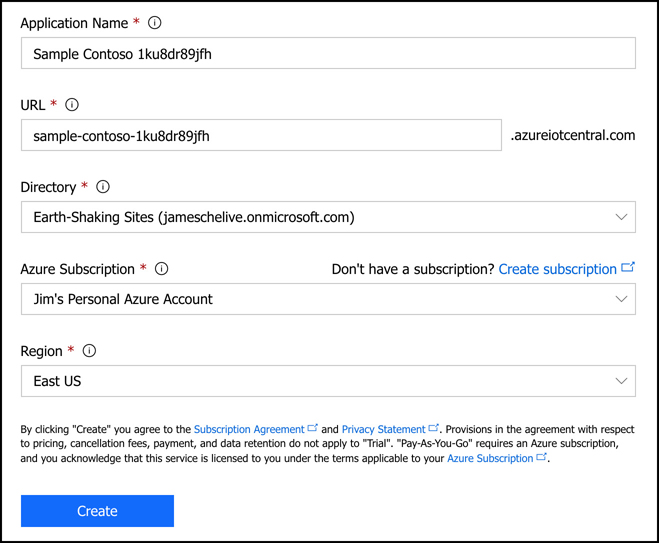 Application Name *
Sample Contoso 1ku8dr89jfh
URL *
sample-contoso-1ku8dr89jfh .azureiotcentral.com
Directory *
Earth-Shaking Sites (jameschelive.onmicrosoft.com)
Azure Subscription * Don't have a subscription? Create subscription
Jim's Personal Azure Account
Region *
East US
By clicking "Create" you agree to the Subscription Agreement and Privacy Statement. Provisions in the agreement with respect
to pricing, cancellation fees, payment, and data retention do not apply to "Trial". "Pay-As-You-Go" requires an Azure subscription,
and you acknowledge that this service is licensed to you under the terms applicable to your Azure Subscription.
Create